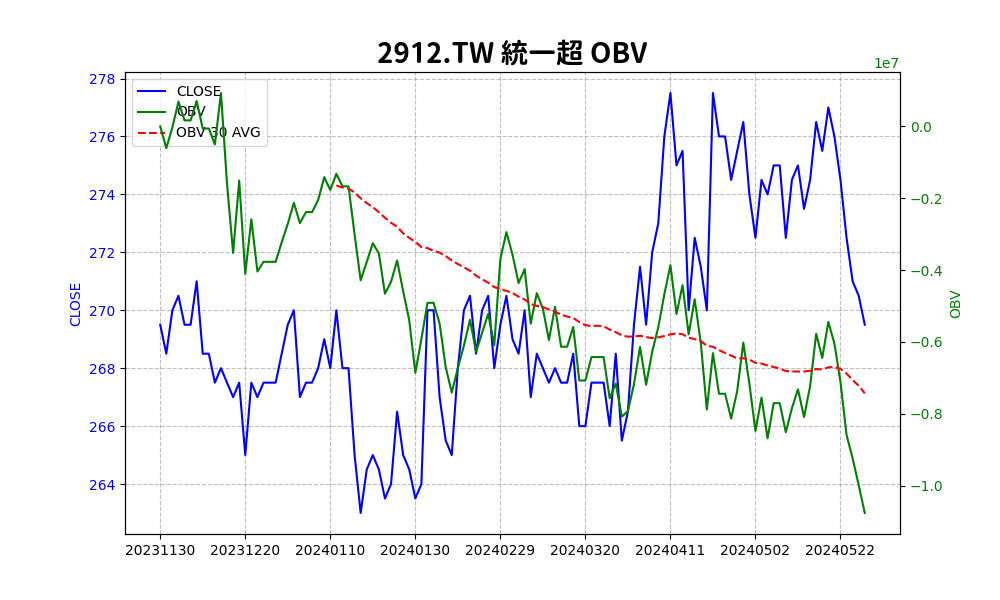 2912.TW 統一超 OBV
1e7
CLOSE
OBV
OBV 30 AVG
278
276
274
272
270
268
266
264
CLOSE
0.0
−0.2
−0.4
−0.6
−0.8
−1.0
OBV
20231130 20231220 20240110 20240130 20240229 20240320 20240411 20240502 20240522